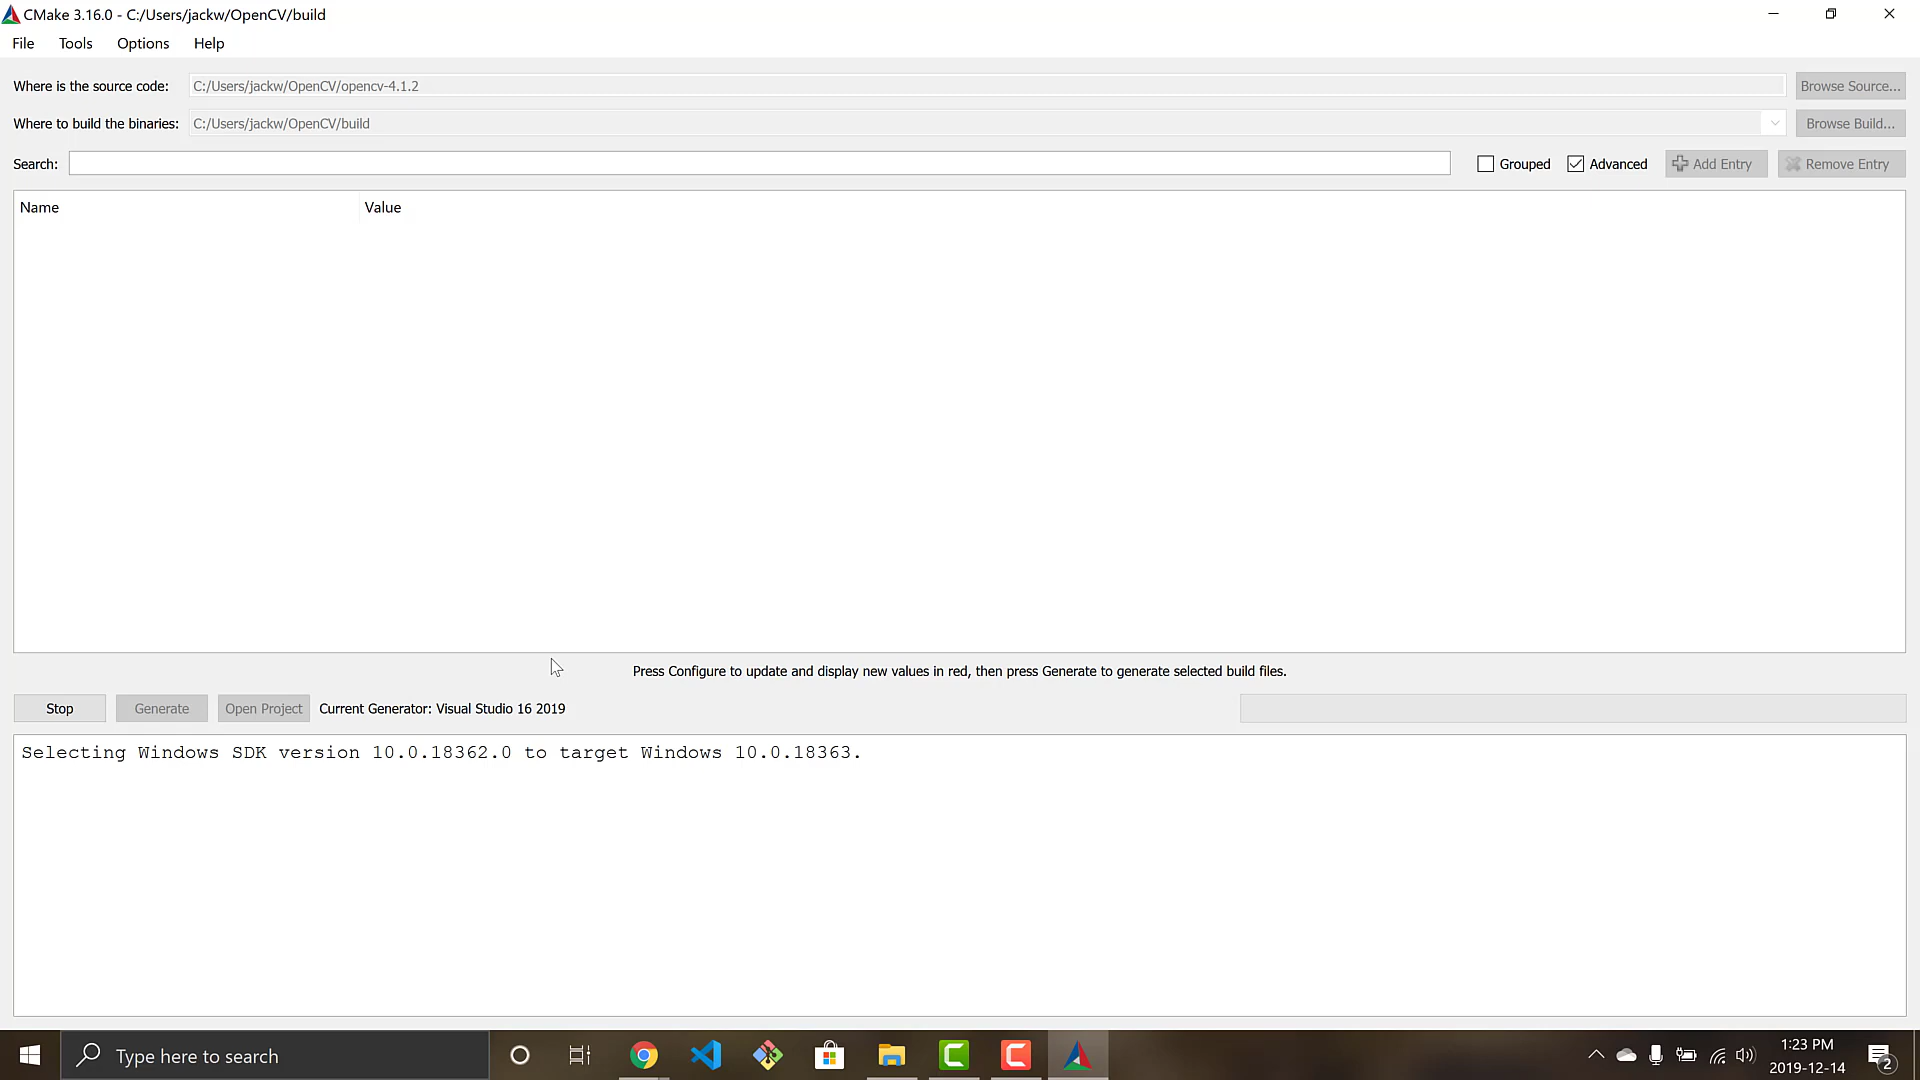 CMake 3.16.0 - C:/Users/jackw/OpenCV/build
File Tools Options Help
Where is the source code: C:/Users/jackw/OpenCV/opencv-4.1.2 Browse Source...
Where to build the binaries: C:/Users/jackw/OpenCV/build Browse Build...
Search: Grouped Advanced Add Entry Remove Entry
Name Value
Press Configure to update and display new values in red, then press Generate to generate selected build files.
Stop Generate Open Project Current Generator: Visual Studio 16 2019
Selecting Windows SDK version 10.0.18362.0 to target Windows 10.0.18363.
Type here to search
1:23 PM
2019-12-14
2